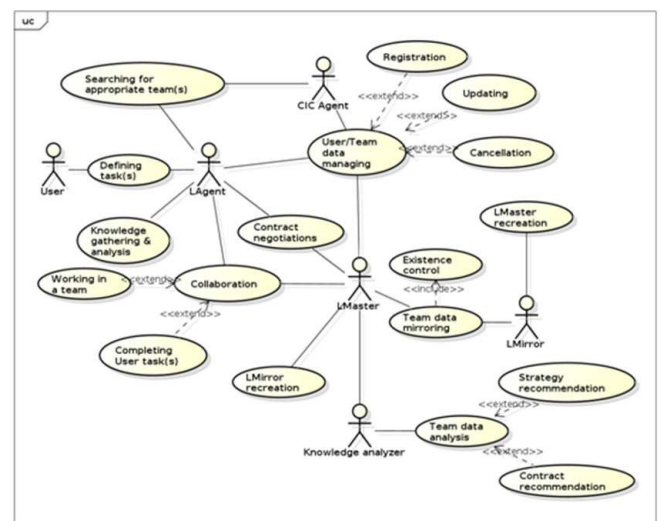 uc
Registration
Searching for
appropriate team(s)
CIC Agent
<<extend>>
Updating
<<extend>>
User/Team
data
managing
<<extend>>
Cancellation
User
Defining
task(s)
LAgent
Knowledge
gathering &
analysis
Contract
negotiations
LMaster
recreation
Existence
control
Working in
a team
<<extend>>
Collaboration
<<include>>
LMaster
Team data
mirroring
LMirror
<<extend>>
Completing
User task(s)
LMirror
recreation
Strategy
recommendation
<<extend>>
Knowledge analyzer
Team data
analysis
<<extend>>
Contract
recommendation